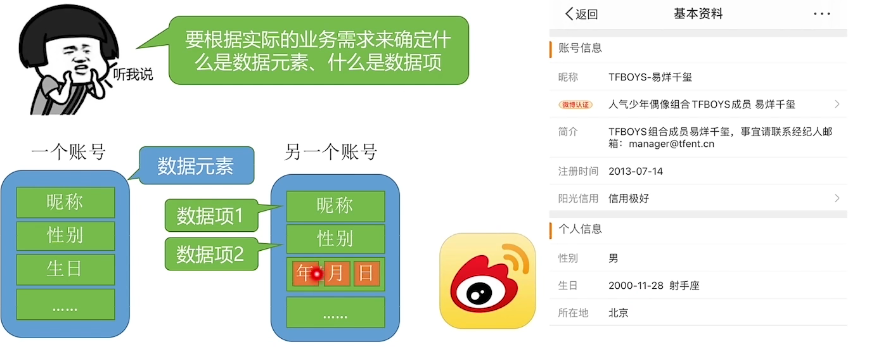 听我说
要根据实际的业务需求来确定什
么是数据元素、什么是数据项
一个账号
数据元素
昵称
性别
生日
......
另一个账号
数据项1
数据项2
昵称
性别
年 月 日
......
返回 基本资料 ...
账号信息
昵称 TFBOYS-易烊千玺
微博认证 人气少年偶像组合TFBOYS成员 易烊千玺
简介 TFBOYS组合成员易烊千玺，事宜请联系经纪人邮
箱：manager@tfent.cn
注册时间 2013-07-14
阳光信用 信用极好
个人信息
性别 男
生日 2000-11-28 射手座
所在地 北京